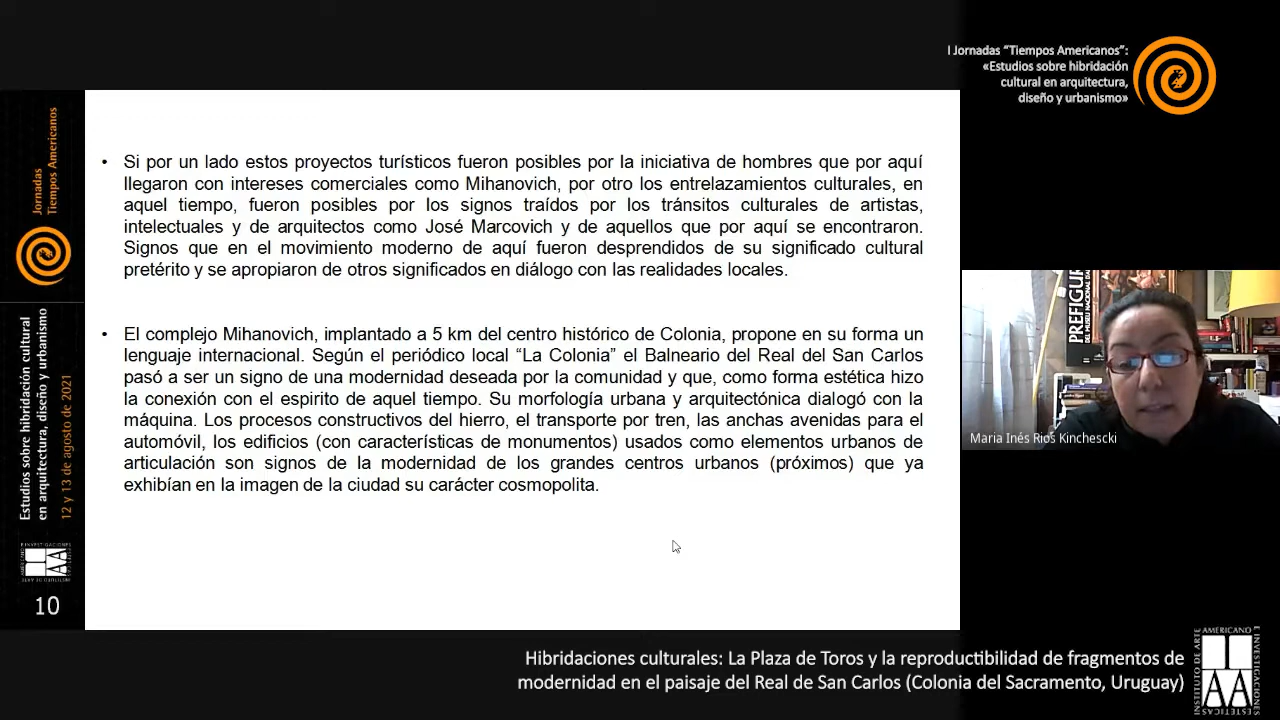 I Jornadas “Tiempos Americanos”:
«Estudios sobre hibridación
cultural en arquitectura,
diseño y urbanismo»
Jornadas
Tiempos Americanos
Estudios sobre hibridación cultural
en arquitectura, diseño y urbanismo
12 y 13 de agosto de 2021
10
• Si por un lado estos proyectos turísticos fueron posibles por la iniciativa de hombres que por aquí
llegaron con intereses comerciales como Mihanovich, por otro los entrelazamientos culturales, en
aquel tiempo, fueron posibles por los signos traídos por los tránsitos culturales de artistas,
intelectuales y de arquitectos como José Marcovich y de aquellos que por aquí se encontraron.
Signos que en el movimiento moderno de aquí fueron desprendidos de su significado cultural
pretérito y se apropiaron de otros significados en diálogo con las realidades locales.
• El complejo Mihanovich, implantado a 5 km del centro histórico de Colonia, propone en su forma un
lenguaje internacional. Según el periódico local “La Colonia” el Balneario del Real del San Carlos
pasó a ser un signo de una modernidad deseada por la comunidad y que, como forma estética hizo
la conexión con el espirito de aquel tiempo. Su morfología urbana y arquitectónica dialogó con la
máquina. Los procesos constructivos del hierro, el transporte por tren, las anchas avenidas para el
automóvil, los edificios (con características de monumentos) usados como elementos urbanos de
articulación son signos de la modernidad de los grandes centros urbanos (próximos) que ya
exhibían en la imagen de la ciudad su carácter cosmopolita.
PREFIGUR
DEL MUSEU NACIONAL DA
Maria Inés Rios Kinchescki
Hibridaciones culturales: La Plaza de Toros y la reproductibilidad de fragmentos de
modernidad en el paisaje del Real de San Carlos (Colonia del Sacramento, Uruguay)
INSTITUTO DE ARTE
AMERICANO
E INVESTIGACIONES
ESTÉTICAS